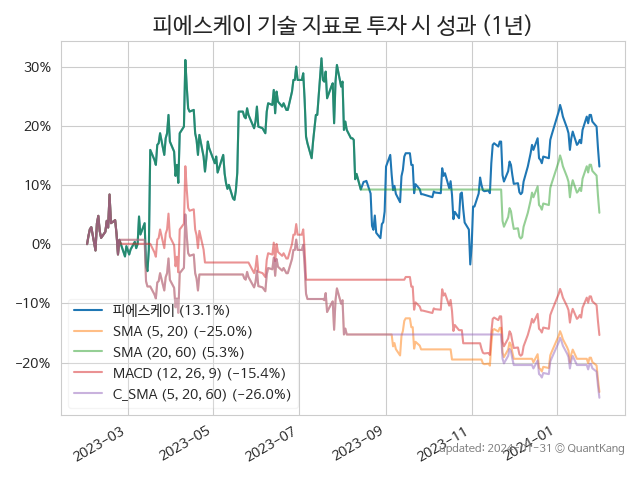 피에스케이 기술 지표로 투자 시 성과 (1년)
30%
20%
10%
0%
−10%
−20%
피에스케이 (13.1%)
SMA (5, 20) (−25.0%)
SMA (20, 60) (5.3%)
MACD (12, 26, 9) (−15.4%)
C_SMA (5, 20, 60) (−26.0%)
2023-03
2023-05
2023-07
2023-09
2023-11
2024-01
updated: 2024-01-31 © QuantKang